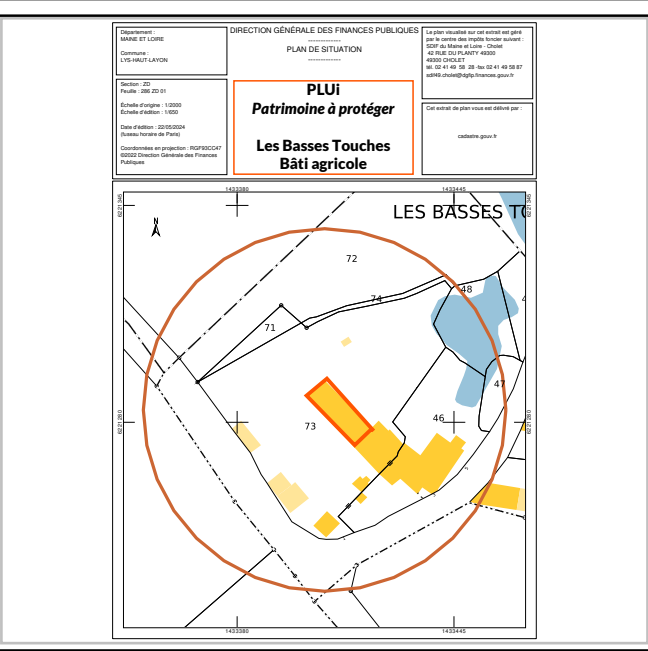 Département :
MAINE ET LOIRE
Commune :
LYS-HAUT-LAYON
Section : ZD
Feuille : 286 ZD 01
Échelle d'origine : 1/2000
Échelle d'édition : 1/650
Date d'édition : 22/05/2024
(fuseau horaire de Paris)
Coordonnées en projection : RGF93CC47
©2022 Direction Générale des Finances
Publiques
DIRECTION GÉNÉRALE DES FINANCES PUBLIQUES
-------------
PLAN DE SITUATION
-------------
PLUi
Patrimoine à protéger
Les Basses Touches
Bâti agricole
Le plan visualisé sur cet extrait est géré
par le centre des impôts foncier suivant :
SDIF du Maine et Loire - Cholet
42 RUE DU PLANTY 49300
49300 CHOLET
tél. 02 41 49 58 28 -fax 02 41 49 58 87
sdif49.cholet@dgfip.finances.gouv.fr
Cet extrait de plan vous est délivré par :
cadastre.gouv.fr
1433380
1433445
6221345
6221345
LES BASSES TO
N
72
74
48
4
71
47
73
46
6221280
6221280
1433380
1433445